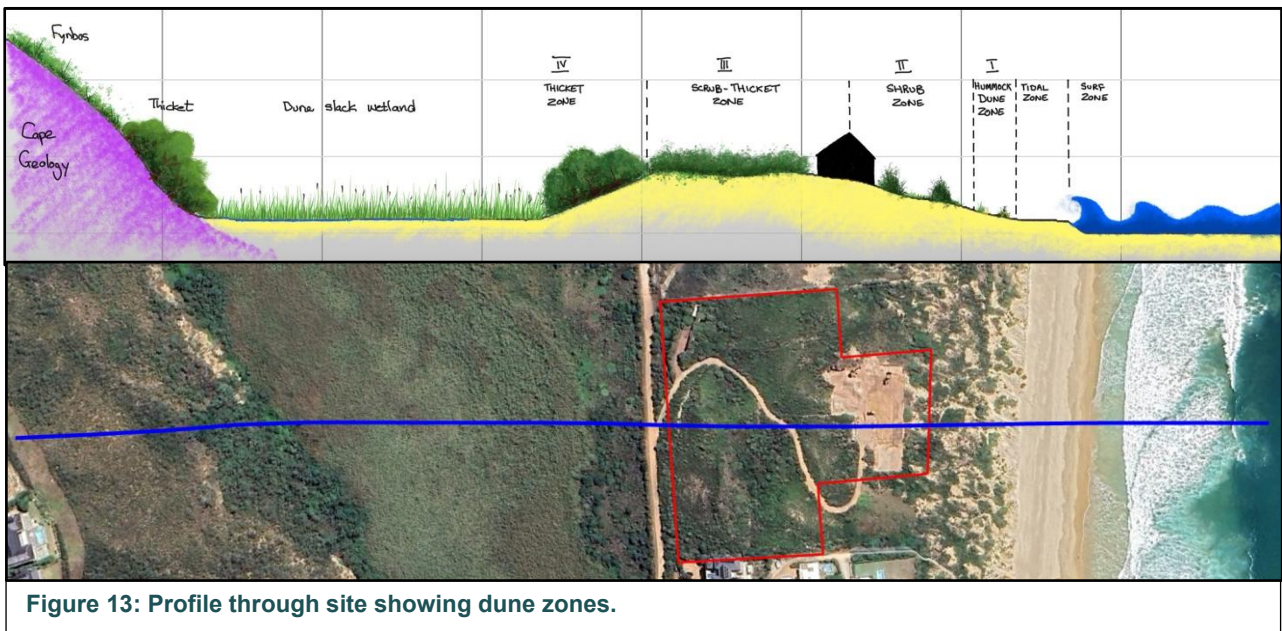 Fynbos
Cape
Geology
Thicket
Dune slack wetland
IV
THICKET
ZONE
III
SCRUB-THICKET
ZONE
II
SHRUB
ZONE
I
HUMMOCK
DUNE
ZONE
TIDAL
ZONE
SURF
ZONE
Figure 13: Profile through site showing dune zones.